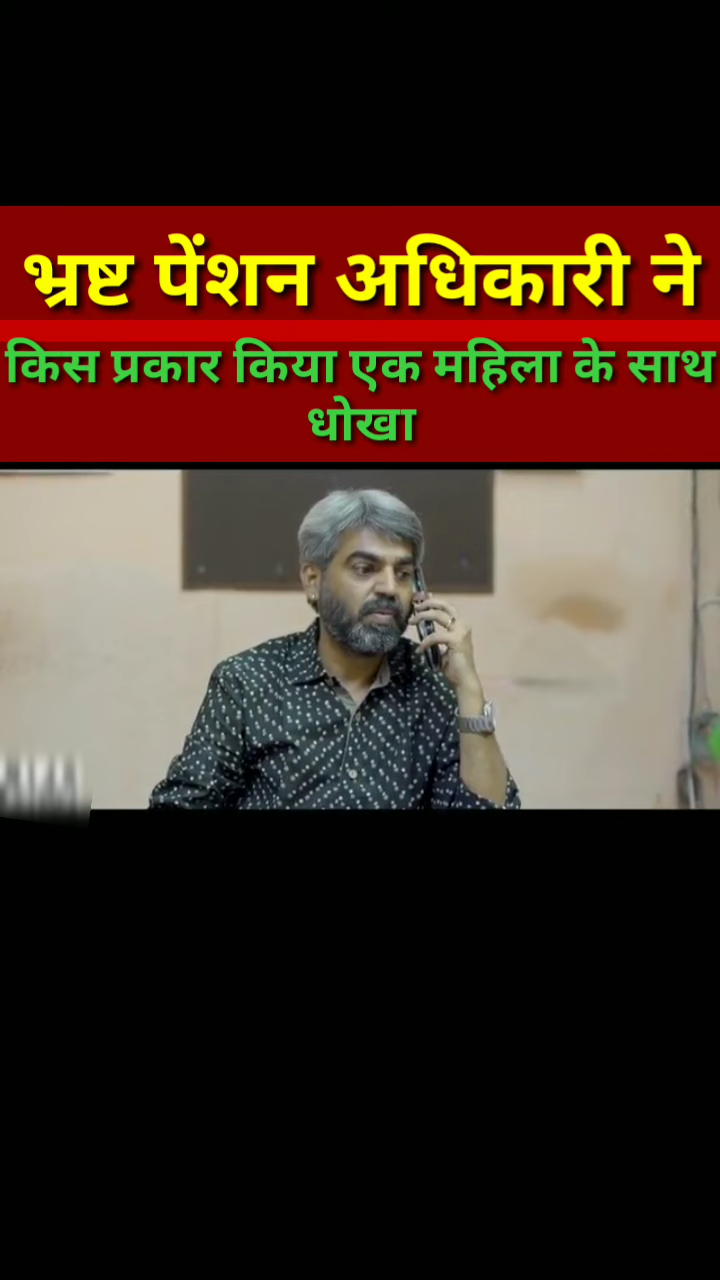 भ्रष्ट पेंशन अधिकारी ने
किस प्रकार किया एक महिला के साथ
धोखा